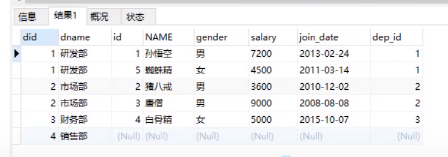 信息 结果1 概况 状态
did dname id NAME gender salary join_date dep_id
1 研发部 1 孙悟空 男 7200 2013-02-24 1
1 研发部 5 蜘蛛精 女 4500 2011-03-14 1
2 市场部 2 猪八戒 男 3600 2010-12-02 2
2 市场部 3 唐僧 男 9000 2008-08-08 2
3 财务部 4 白骨精 女 5000 2015-10-07 3
4 销售部 (Null) (Null) (Null) (Null) (Null) (Null)